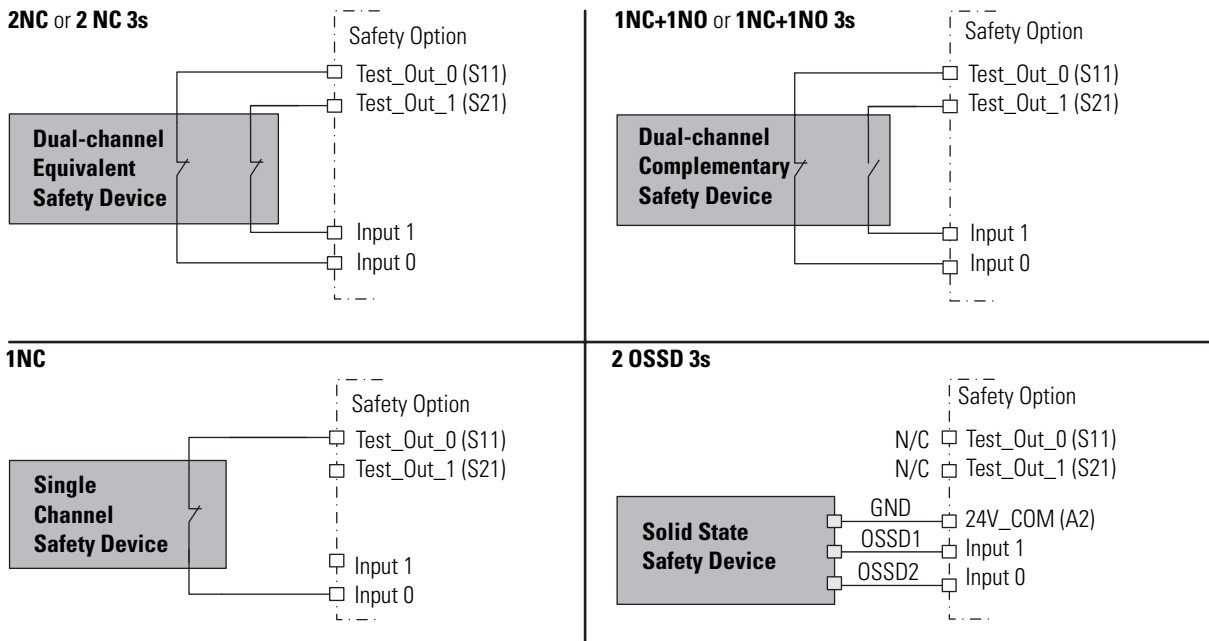 2NC or 2 NC 3s
Safety Option
Test_Out_0 (S11)
Test_Out_1 (S21)
Dual-channel
Equivalent
Safety Device
Input 1
Input 0
1NC+1NO or 1NC+1NO 3s
Safety Option
Test_Out_0 (S11)
Test_Out_1 (S21)
Dual-channel
Complementary
Safety Device
Input 1
Input 0
1NC
Safety Option
Test_Out_0 (S11)
Test_Out_1 (S21)
Single
Channel
Safety Device
Input 1
Input 0
2 OSSD 3s
Safety Option
N/C Test_Out_0 (S11)
N/C Test_Out_1 (S21)
Solid State
Safety Device
GND 24V_COM (A2)
OSSD1 Input 1
OSSD2 Input 0